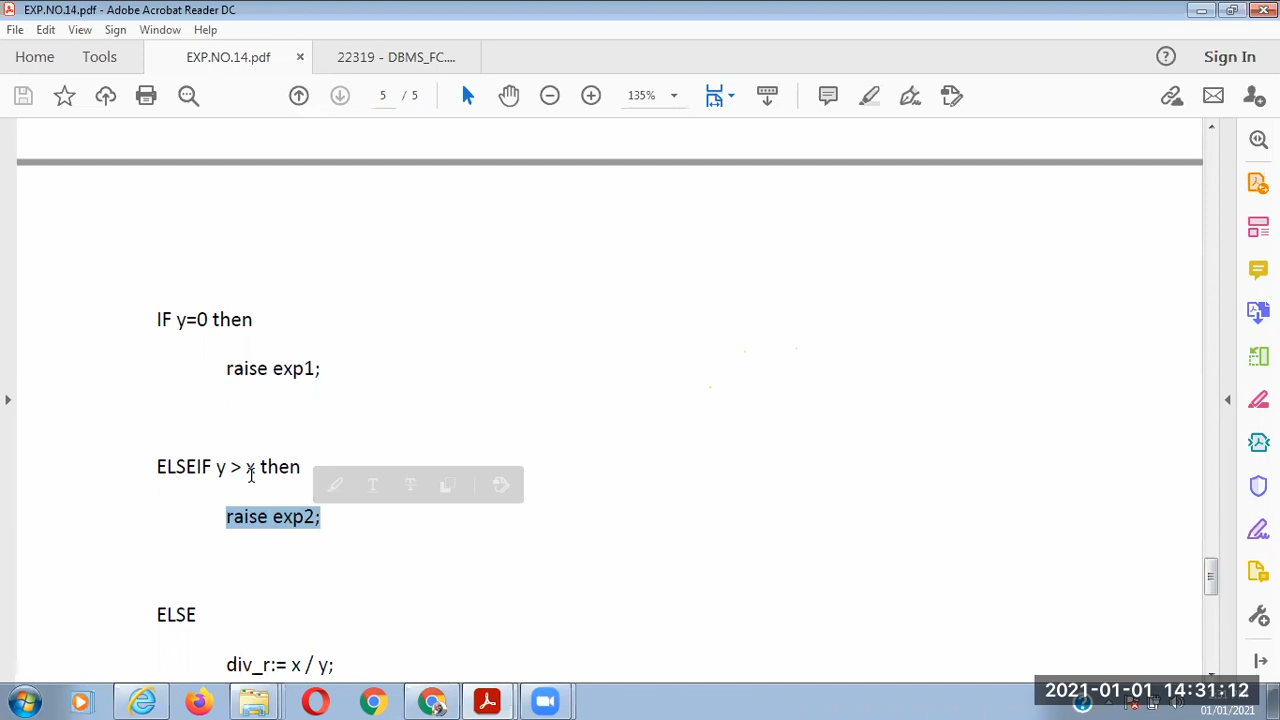 EXP.NO.14.pdf - Adobe Acrobat Reader DC
File Edit View Sign Window Help
Home Tools EXP.NO.14.pdf × 22319 - DBMS_FC.... ? Sign In
5 / 5 135%
IF y=0 then
raise exp1;
ELSEIF y > x then
raise exp2;
ELSE
div_r:= x / y;
2021-01-01 14:31:12
01/01/2021